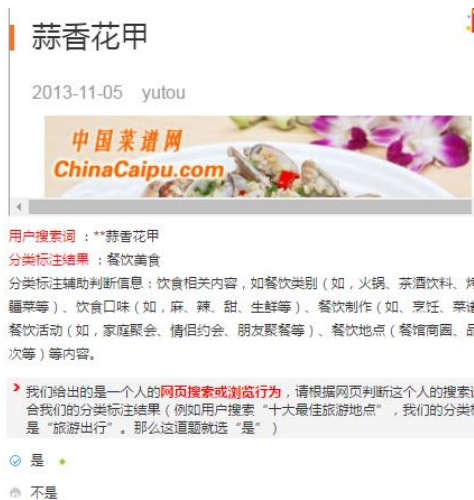 蒜香花甲
2013-11-05 yutou
中国菜谱网
ChinaCaipu.com
用户搜索词 ：**蒜香花甲
分类标注结果 ：餐饮美食
分类标注辅助判断信息：饮食相关内容，如餐饮类别（如，火锅、茶酒饮料、烤
疆菜等）、饮食口味（如，麻、辣、甜、生鲜等）、餐饮制作（如、烹饪、菜谱
餐饮活动（如，家庭聚会、情侣约会、朋友聚餐等）、餐饮地点（餐馆商圈、品
次等）等内容。
我们给出的是一个人的网页搜索或浏览行为，请根据网页判断这个人的搜索
合我们的分类标注结果（例如用户搜索“十大最佳旅游地点”，我们的分类
是“旅游出行”。那么这道题就选“是”）
是
不是